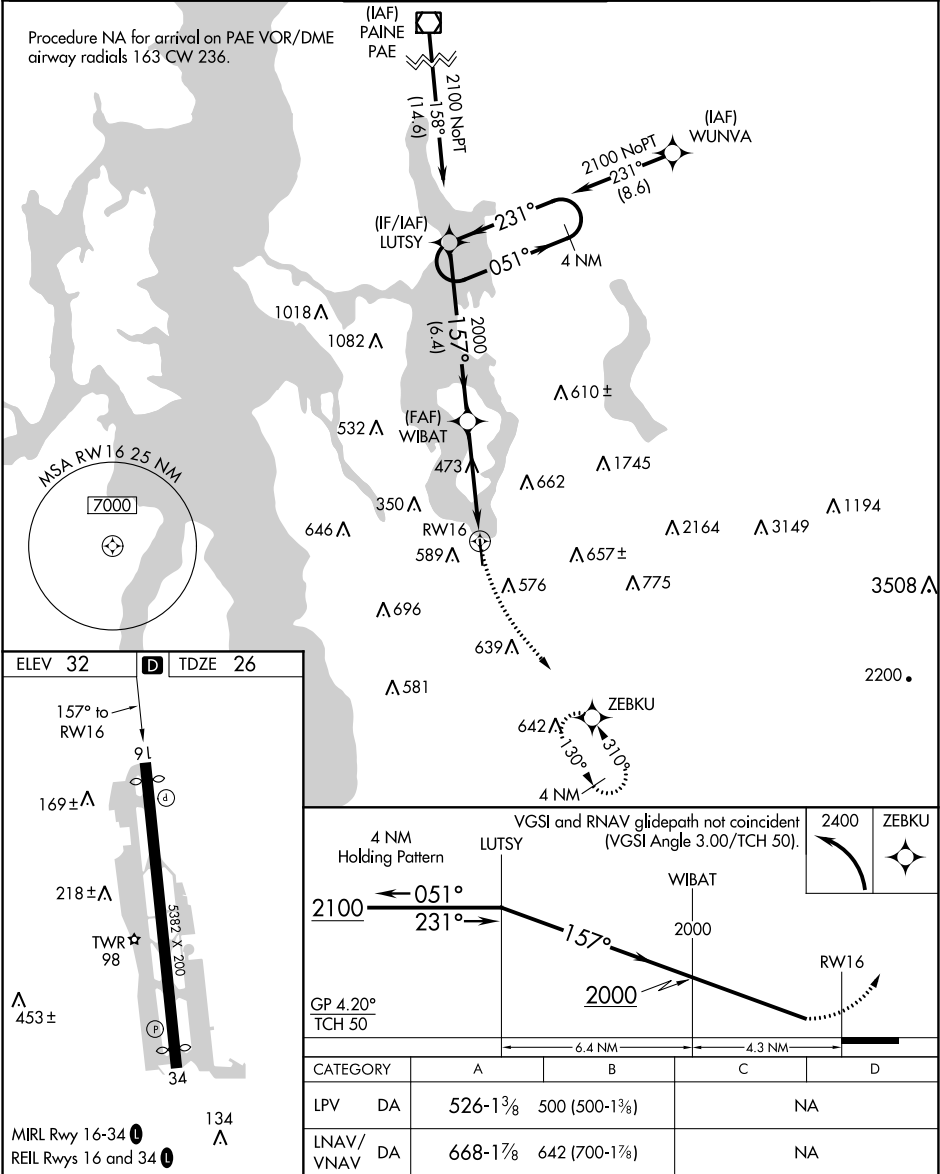 Procedure NA for arrival on PAE VOR/DME
airway radials 163 CW 236.
(IAF)
PAINE
PAE
2100 NoPT
158°
(14.6)
(IAF)
WUNVA
2100 NoPT
231°
(8.6)
(IF/IAF)
LUTSY
231°
051°
4 NM
1018
1082
2000
157°
(6.4)
610 ±
532
(FAF)
WIBAT
473
1745
662
MSA RW16 25 NM
7000
350
646
RW16
589
2164
3149
1194
657 ±
576
775
3508
696
639
2200
581
ZEBKU
642
130°
310°
4 NM
ELEV 32
D
TDZE 26
157° to
RW16
16
P
169 ±
218 ±
5382 X 200
TWR
98
453 ±
P
34
134
MIRL Rwy 16-34 L
REIL Rwys 16 and 34 L
VGSI and RNAV glidepath not coincident
(VGSI Angle 3.00/TCH 50).
2400
ZEBKU
4 NM
Holding Pattern
LUTSY
WIBAT
2000
051°
2100
231°
157°
RW16
2000
GP 4.20°
TCH 50
6.4 NM
4.3 NM
CATEGORY A B C D
LPV DA 526-1⅜ 500 (500-1⅜) NA
LNAV/
VNAV DA 668-1⅞ 642 (700-1⅞) NA